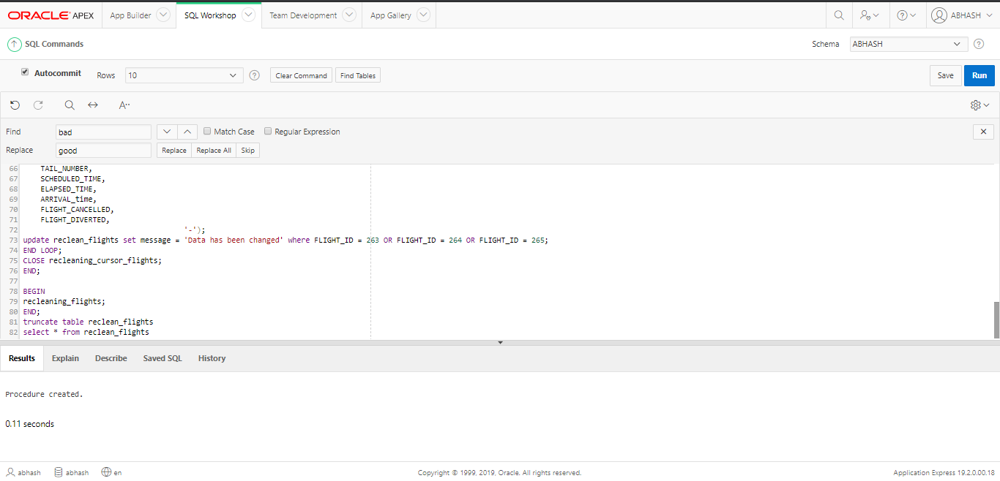 ORACLE APEX App Builder SQL Workshop Team Development App Gallery ABHASH
SQL Commands Schema ABHASH
Autocommit Rows 10 Clear Command Find Tables Save Run
A
Find bad Match Case Regular Expression
Replace good Replace Replace All Skip
66 TAIL_NUMBER,
67 SCHEDULED_TIME,
68 ELAPSED_TIME,
69 ARRIVAL_time,
70 FLIGHT_CANCELLED,
71 FLIGHT_DIVERTED,
72 '-');
73 update reclean_flights set message = 'Data has been changed' where FLIGHT_ID = 263 OR FLIGHT_ID = 264 OR FLIGHT_ID = 265;
74 END LOOP;
75 CLOSE recleaning_cursor_flights;
76 END;
77
78 BEGIN
79 recleaning_flights;
80 END;
81 truncate table reclean_flights
82 select * from reclean_flights
Results Explain Describe Saved SQL History
Procedure created.
0.11 seconds
abhash abhash en Copyright © 1999, 2019, Oracle. All rights reserved. Application Express 19.2.0.00.18